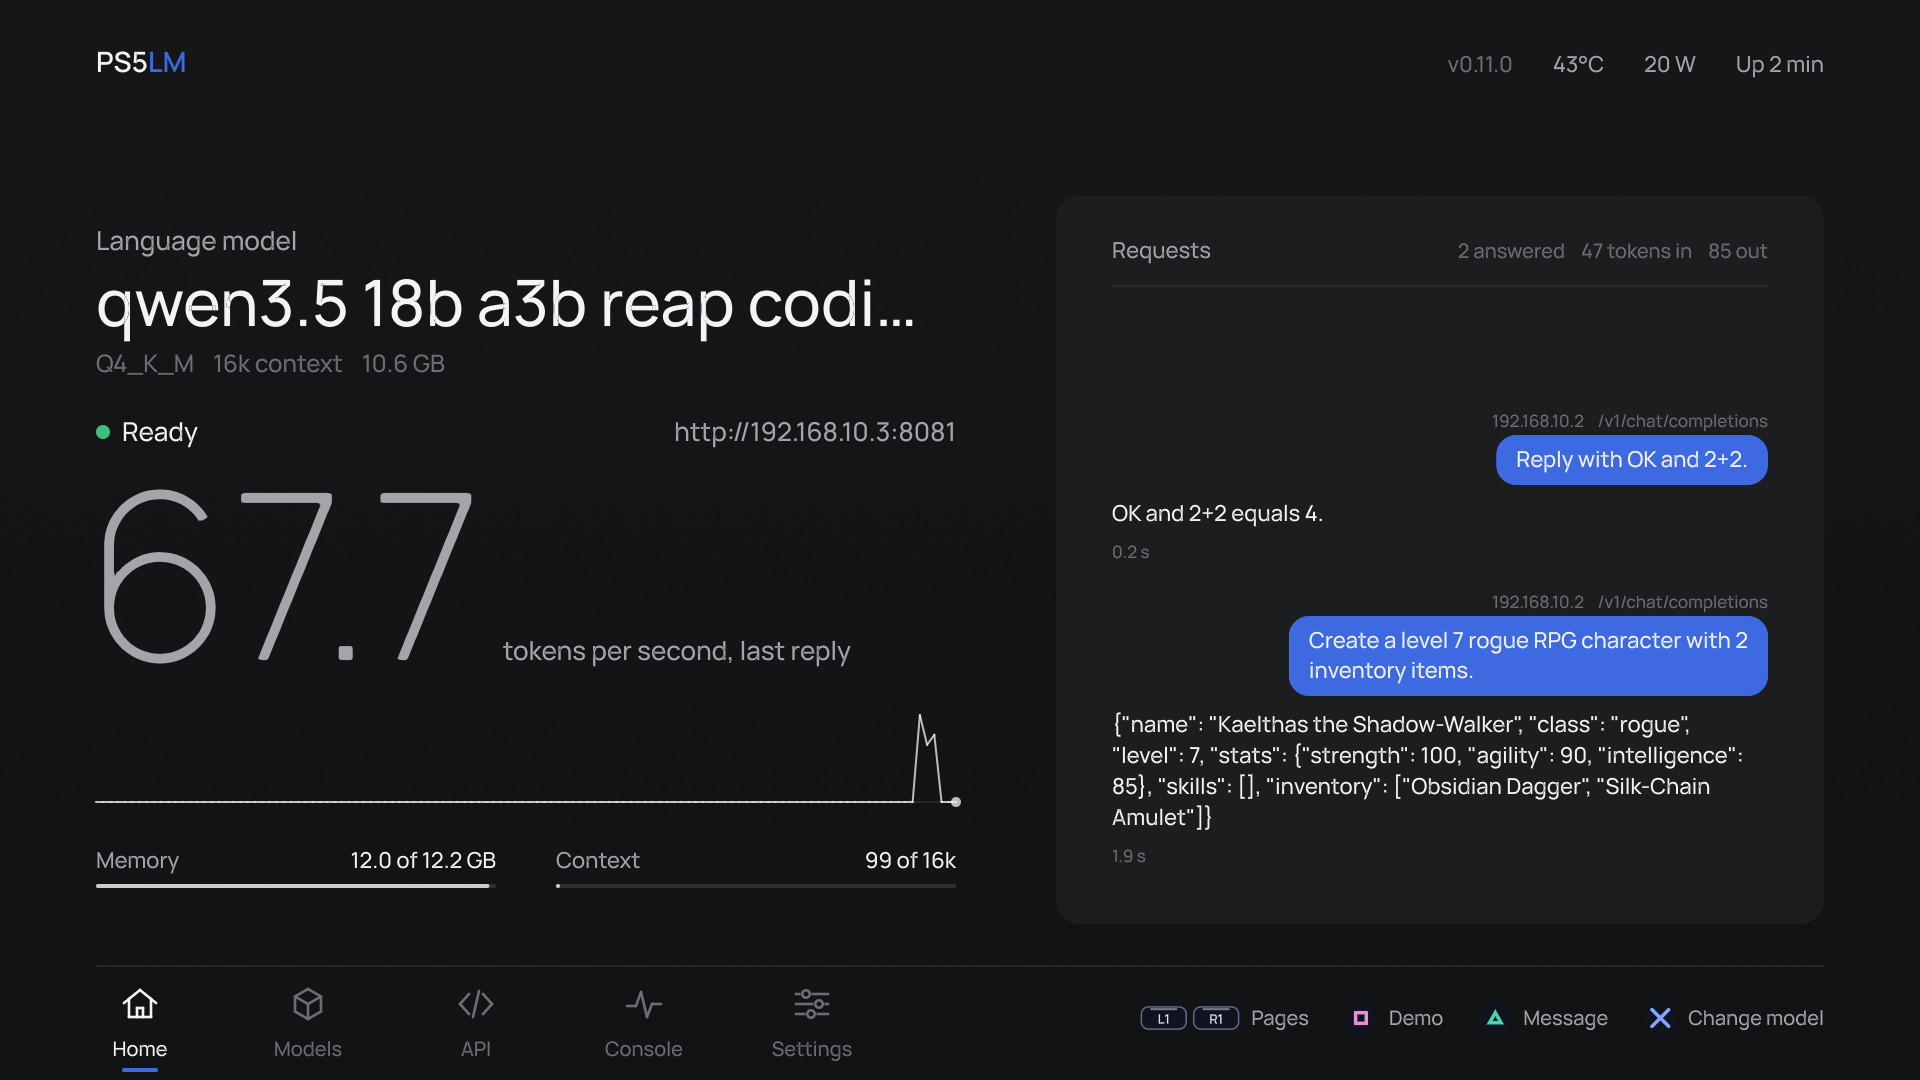 PS5LM
v0.11.0 43°C 20 W Up 2 min
Language model
qwen3.5 18b a3b reap codi...
Q4_K_M 16k context 10.6 GB
Ready http://192.168.10.3:8081
67.7 tokens per second, last reply
Memory 12.0 of 12.2 GB Context 99 of 16k
Requests 2 answered 47 tokens in 85 out
192.168.10.2 /v1/chat/completions
Reply with OK and 2+2.
OK and 2+2 equals 4.
0.2 s
192.168.10.2 /v1/chat/completions
Create a level 7 rogue RPG character with 2
inventory items.
{"name": "Kaelthas the Shadow-Walker", "class": "rogue",
"level": 7, "stats": {"strength": 100, "agility": 90, "intelligence":
85}, "skills": [], "inventory": ["Obsidian Dagger", "Silk-Chain
Amulet"]}
1.9 s
Home Models API Console Settings
L1 R1 Pages Demo Message Change model